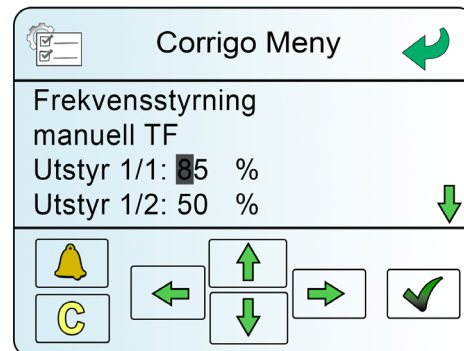 Corrigo Meny
Frekvensstyrning
manuell TF
Utstyr 1/1: 85 %
Utstyr 1/2: 50 %
C